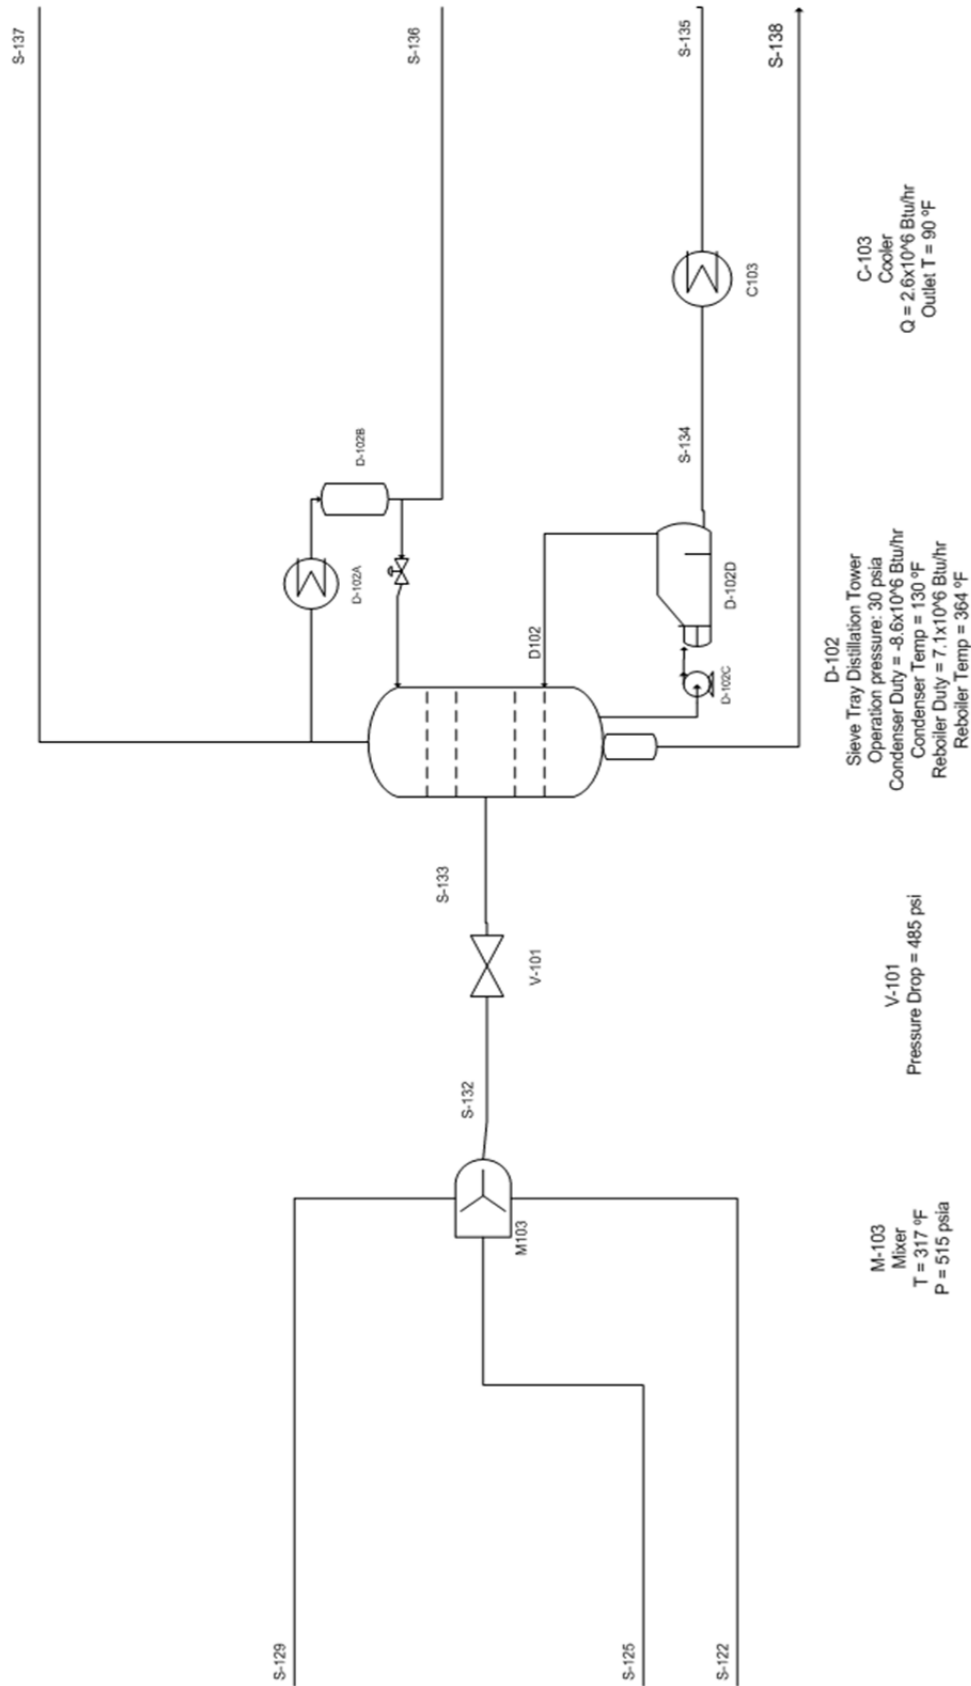 S-137
S-136
S-135
S-138
D-102B
D-102A
D102
D-102C
D-102D
S-134
C103
S-133
V-101
S-132
M103
S-129
S-125
S-122
M-103
Mixer
T = 317 ºF
P = 515 psia
V-101
Pressure Drop = 485 psi
D-102
Sieve Tray Distillation Tower
Operation pressure: 30 psia
Condenser Duty = -8.6x10^6 Btu/hr
Condenser Temp = 130 ºF
Reboiler Duty = 7.1x10^6 Btu/hr
Reboiler Temp = 364 ºF
C-103
Cooler
Q = 2.6x10^6 Btu/hr
Outlet T = 90 ºF